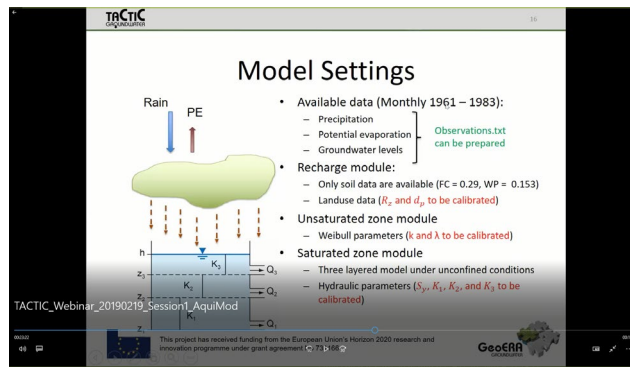 TACTIC
GROUNDWATER
16
Model Settings
Rain
PE
• Available data (Monthly 1961 – 1983):
– Precipitation
– Potential evaporation
– Groundwater levels
Observations.txt
can be prepared
• Recharge module:
– Only soil data are available (FC = 0.29, WP = 0.153)
– Landuse data (Rz and dp to be calibrated)
• Unsaturated zone module
– Weibull parameters (k and λ to be calibrated)
• Saturated zone module
– Three layered model under unconfined conditions
– Hydraulic parameters (Sy, K1, K2, and K3 to be
calibrated)
h
K3
z3
Q3
K2
z2
Q2
K1
z1
Q1
TACTIC_Webinar_20190219_Session1_AquiMod
This project has received funding from the European Union's Horizon 2020 research and
innovation programme under grant agreement
GeoERA
GROUNDWATER